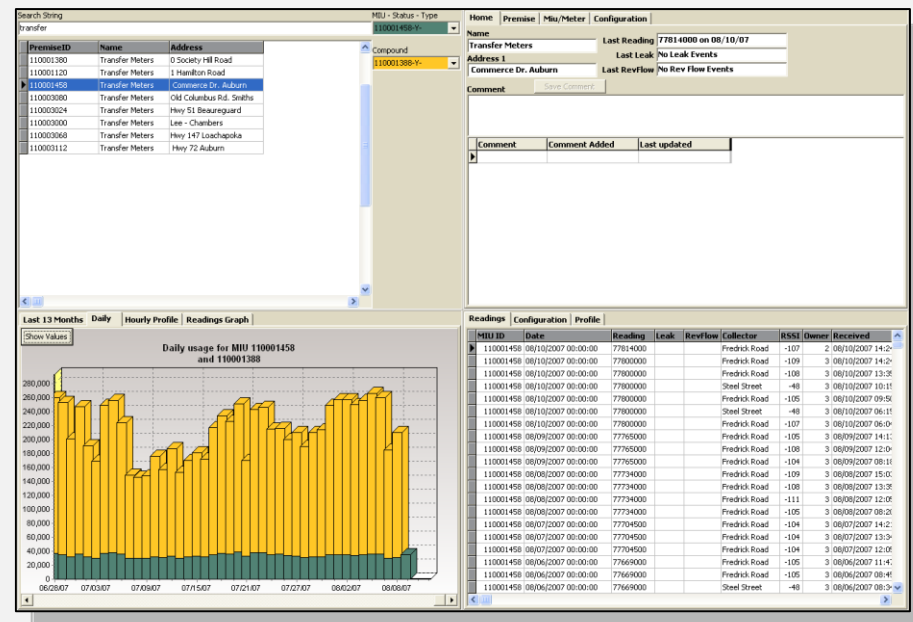 Search String
transfer
MIU - Status - Type
110001458-Y-
Compound
110001388-Y-
PremiseID Name Address
110001380 Transfer Meters 0 Society Hill Road
110001120 Transfer Meters 1 Hamilton Road
110001458 Transfer Meters Commerce Dr. Auburn
110003080 Transfer Meters Old Columbus Rd. Smiths
110003024 Transfer Meters Hwy 51 Beaureguard
110003000 Transfer Meters Lee - Chambers
110003068 Transfer Meters Hwy 147 Loachapoka
110003112 Transfer Meters Hwy 72 Auburn
Home Premise Miu/Meter Configuration
Name
Transfer Meters
Address 1
Commerce Dr. Auburn
Last Reading 77814000 on 08/10/07
Last Leak No Leak Events
Last RevFlow No Rev Flow Events
Comment Save Comment
Comment Comment Added Last updated
Last 13 Months Daily Hourly Profile Readings Graph
Show Values
Daily usage for MIU 110001458
and 110001388
280,000
260,000
240,000
220,000
200,000
180,000
160,000
140,000
120,000
100,000
80,000
60,000
40,000
20,000
0
06/28/07 07/03/07 07/09/07 07/15/07 07/21/07 07/27/07 08/02/07 08/08/07
Readings Configuration Profile
MIU ID Date Reading Leak RevFlow Collector RSSI Owner Received
110001458 08/10/2007 00:00:00 77814000 Fredrick Road -107 2 08/10/2007
110001458 08/10/2007 00:00:00 77800000 Fredrick Road -109 3 08/10/2007
110001458 08/10/2007 00:00:00 77800000 Fredrick Road -108 3 08/10/2007
110001458 08/10/2007 00:00:00 77800000 Steel Street -48 3 08/10/2007
110001458 08/10/2007 00:00:00 77800000 Fredrick Road -105 3 08/10/2007
110001458 08/10/2007 00:00:00 77800000 Steel Street -48 3 08/10/2007
110001458 08/10/2007 00:00:00 77800000 Fredrick Road -107 3 08/10/2007
110001458 08/09/2007 00:00:00 77765000 Fredrick Road -105 3 08/09/2007
110001458 08/09/2007 00:00:00 77765000 Fredrick Road -108 3 08/09/2007
110001458 08/09/2007 00:00:00 77765000 Fredrick Road -104 3 08/09/2007
110001458 08/08/2007 00:00:00 77734000 Fredrick Road -109 3 08/08/2007
110001458 08/08/2007 00:00:00 77734000 Fredrick Road -108 3 08/08/2007
110001458 08/08/2007 00:00:00 77734000 Fredrick Road -111 3 08/08/2007
110001458 08/08/2007 00:00:00 77734000 Fredrick Road -105 3 08/08/2007
110001458 08/07/2007 00:00:00 77704500 Fredrick Road -104 3 08/07/2007
110001458 08/07/2007 00:00:00 77704500 Fredrick Road -104 3 08/07/2007
110001458 08/07/2007 00:00:00 77704500 Fredrick Road -104 3 08/07/2007
110001458 08/06/2007 00:00:00 77669000 Fredrick Road -105 3 08/06/2007
110001458 08/06/2007 00:00:00 77669000 Fredrick Road -105 3 08/06/2007
110001458 08/06/2007 00:00:00 77669000 Steel Street -48 3 08/06/2007